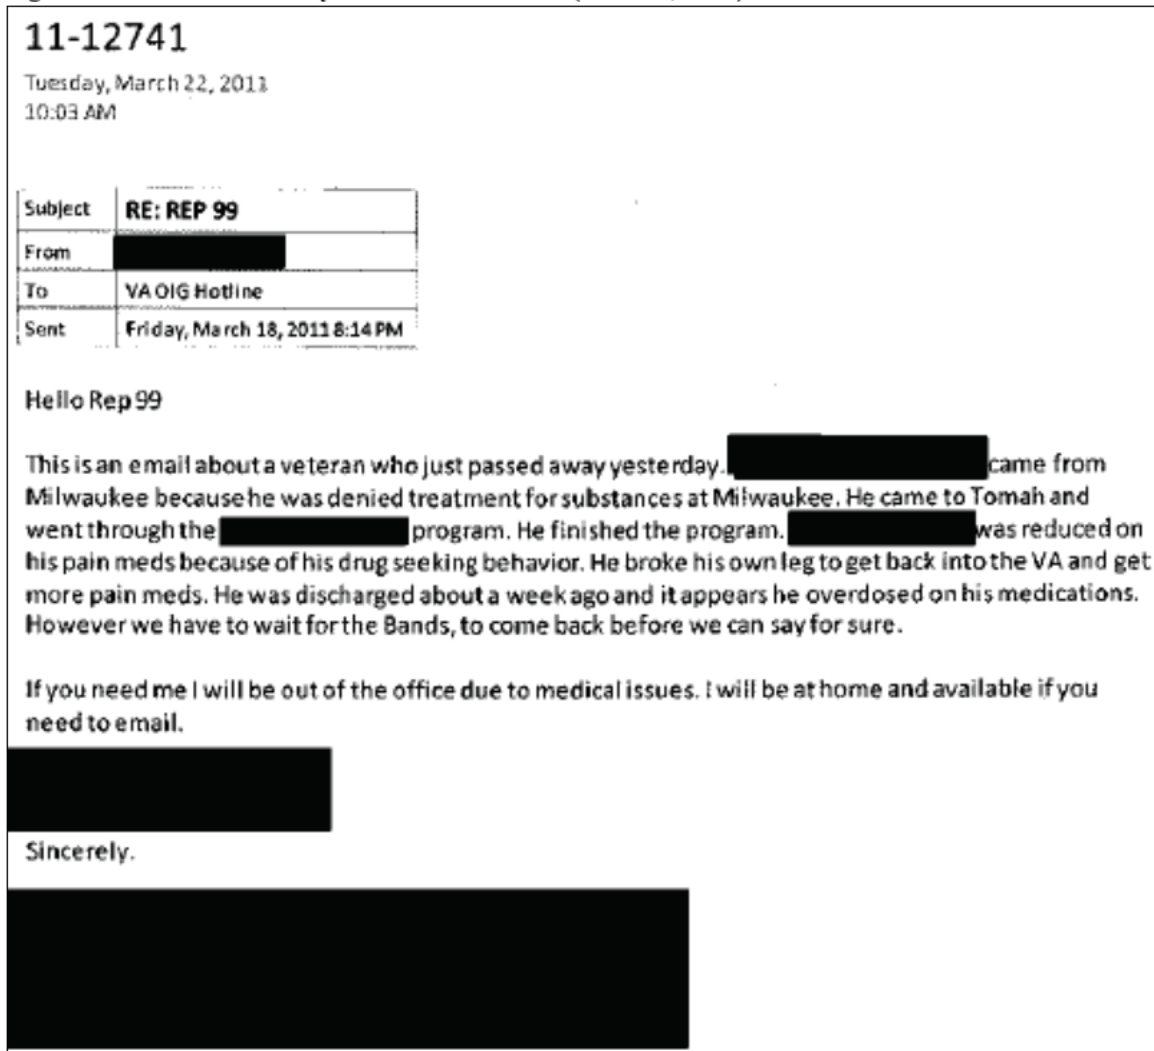 11-12741
Tuesday, March 22, 2011
10:03 AM
Subject RE: REP 99
From
To VA OIG Hotline
Sent Friday, March 18, 2011 8:14 PM
Hello Rep 99
This is an email about a veteran who just passed away yesterday. came from
Milwaukee because he was denied treatment for substances at Milwaukee. He came to Tomah and
went through the program. He finished the program. was reduced on
his pain meds because of his drug seeking behavior. He broke his own leg to get back into the VA and get
more pain meds. He was discharged about a week ago and it appears he overdosed on his medications.
However we have to wait for the Bands, to come back before we can say for sure.
If you need me I will be out of the office due to medical issues. I will be at home and available if you
need to email.
Sincerely.